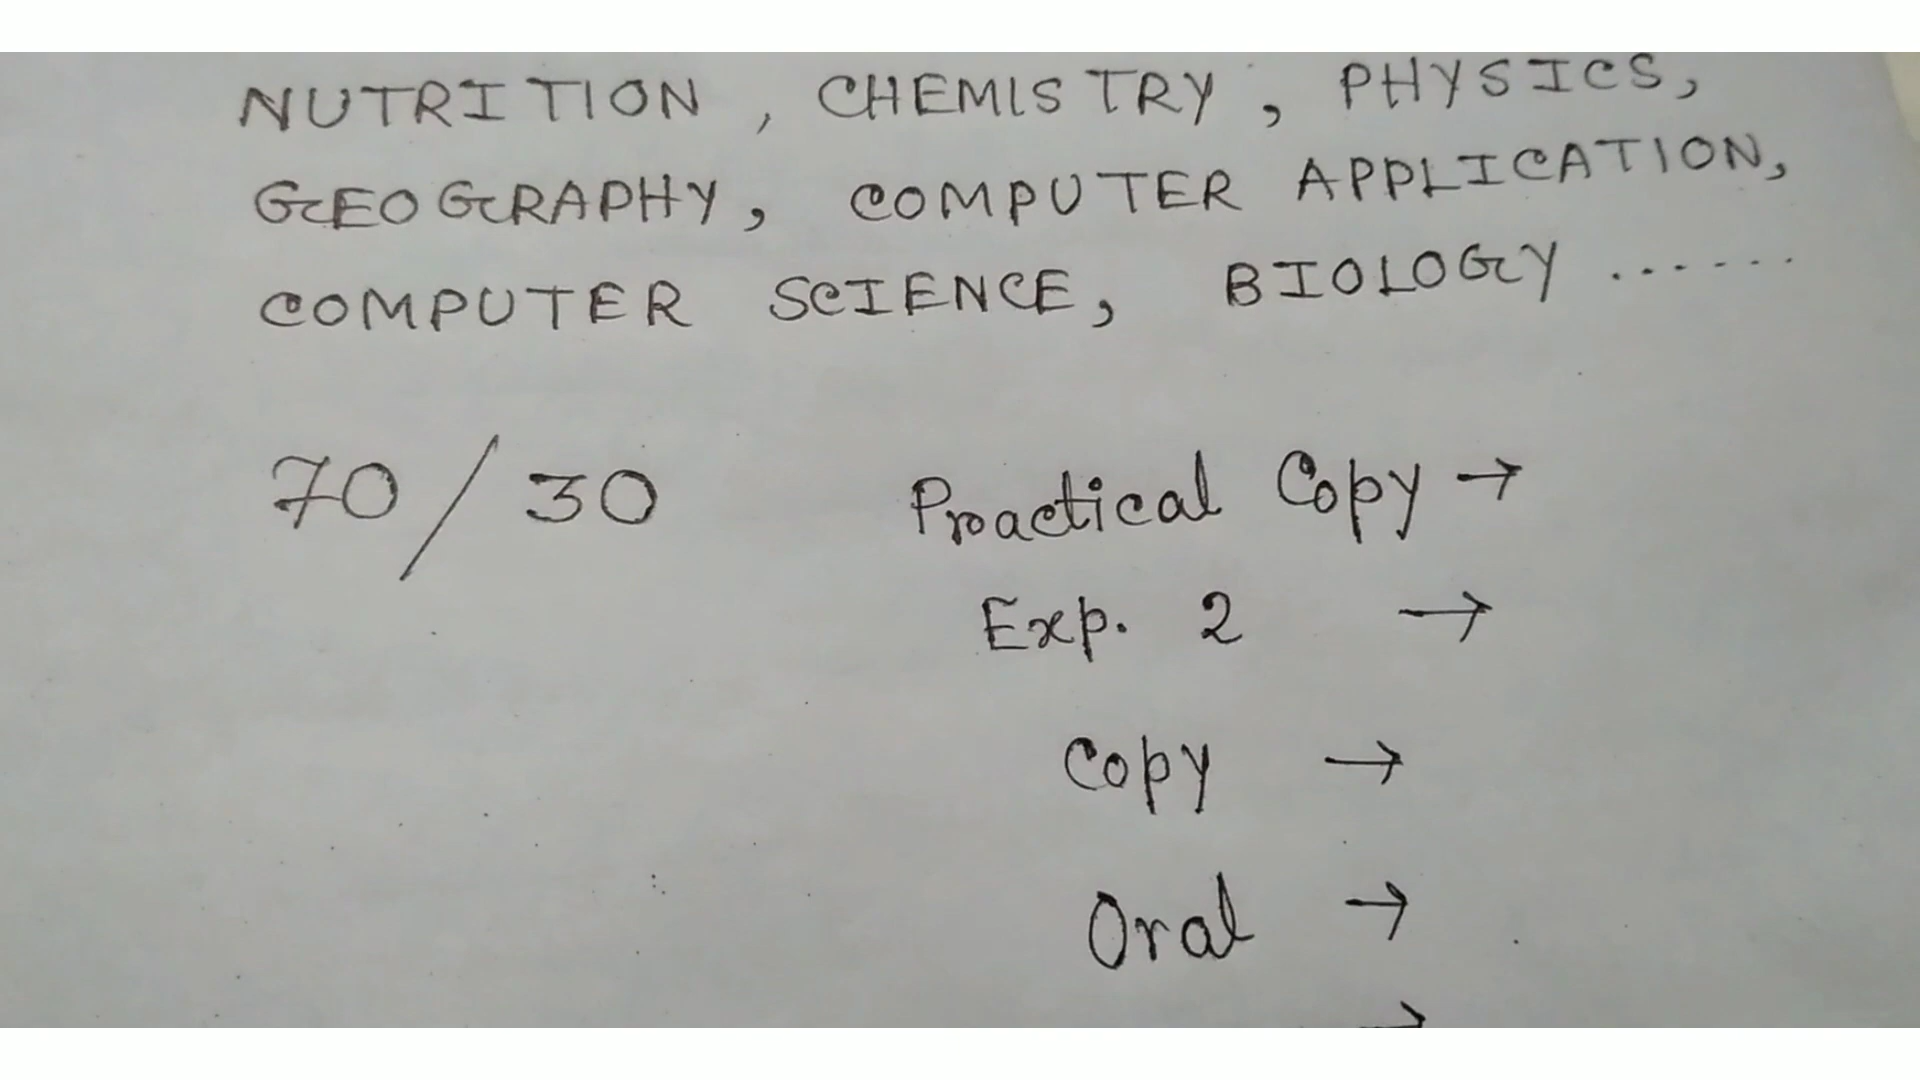 NUTRITION, CHEMISTRY, PHYSICS,
GEOGRAPHY, COMPUTER APPLICATION,
COMPUTER SCIENCE, BIOLOGY ......
70/30
Practical Copy →
Exp. 2 →
Copy →
Oral →
→